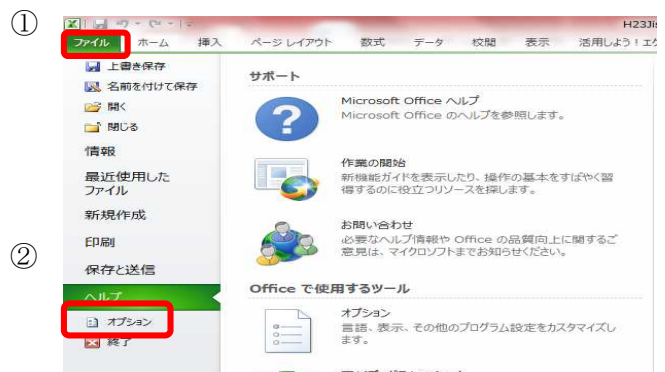 ①
H23Jis
ファイル ホーム 挿入 ページ レイアウト 数式 データ 校閲 表示 活用しよう！エク
上書き保存
名前を付けて保存
開く
閉じる
情報
最近使用した
ファイル
新規作成
印刷
②
保存と送信
ヘルプ
オプション
終了
サポート
Microsoft Office ヘルプ
Microsoft Office のヘルプを参照します。
作業の開始
新機能ガイドを表示したり、操作の基本をすばやく習
得するのに役立つリソースを探します。
お問い合わせ
必要なヘルプ情報や Office の品質向上に関するご
意見は、マイクロソフトまでお知らせください。
Office で使用するツール
オプション
言語、表示、その他のプログラム設定をカスタマイズし
ます。